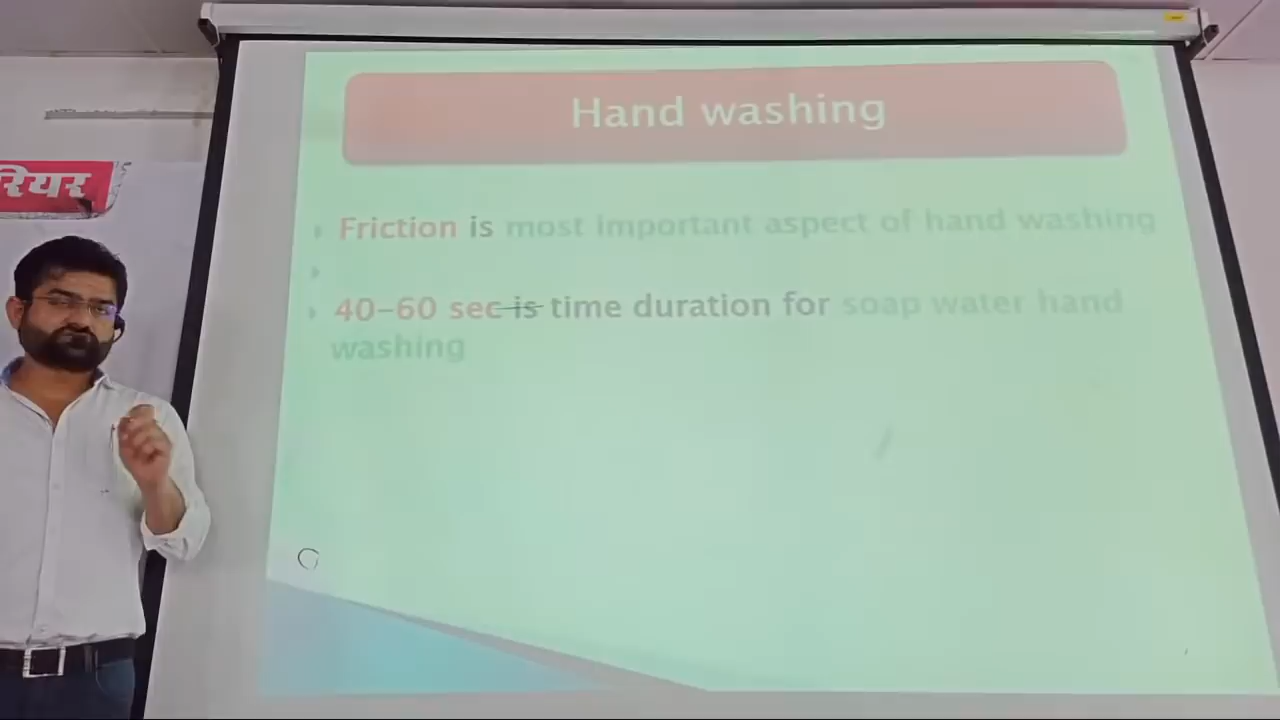 Hand washing
रियर
Friction is most important aspect of hand washing
40-60 sec is time duration for soap water hand
washing